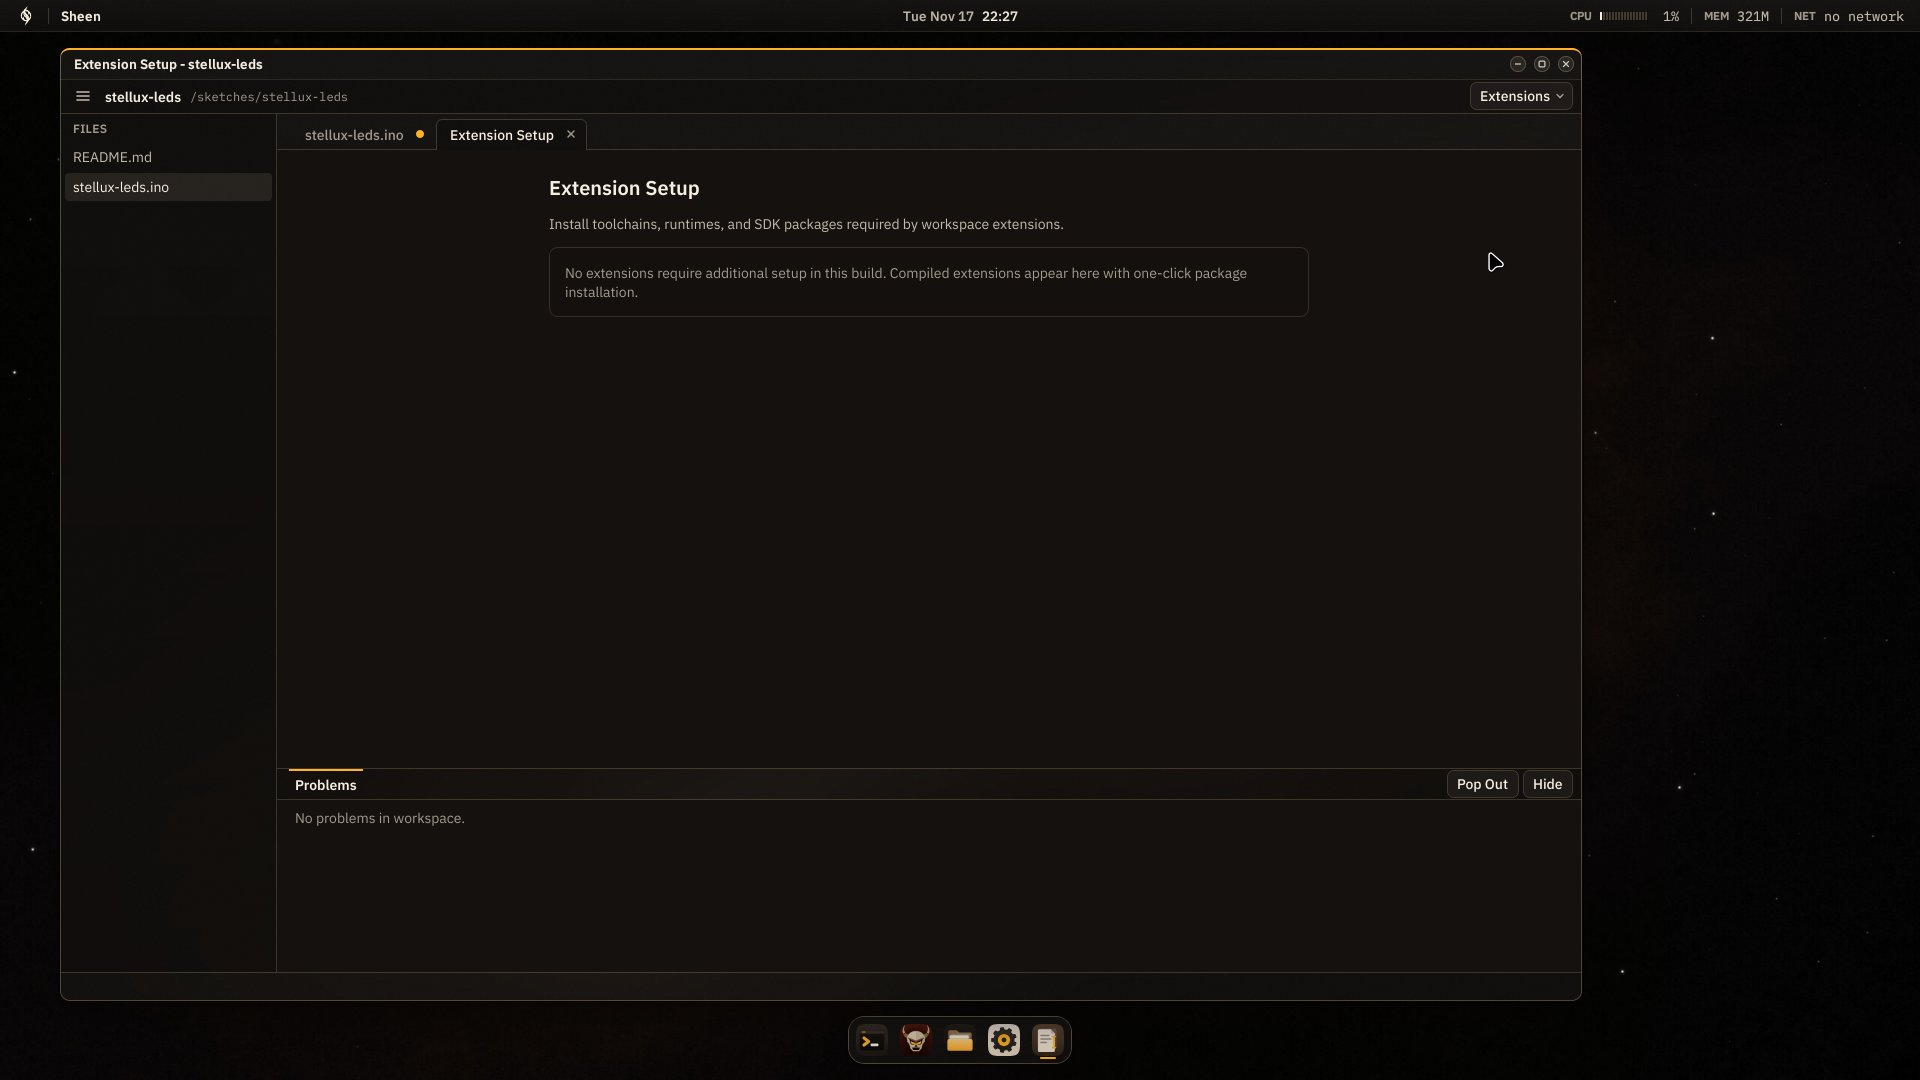 Sheen
Tue Nov 17 22:27
CPU 1% MEM 321M NET no network
Extension Setup - stellux-leds
stellux-leds /sketches/stellux-leds
Extensions
FILES
README.md
stellux-leds.ino
stellux-leds.ino
Extension Setup
Extension Setup
Install toolchains, runtimes, and SDK packages required by workspace extensions.
No extensions require additional setup in this build. Compiled extensions appear here with one-click package
installation.
Problems
Pop Out
Hide
No problems in workspace.